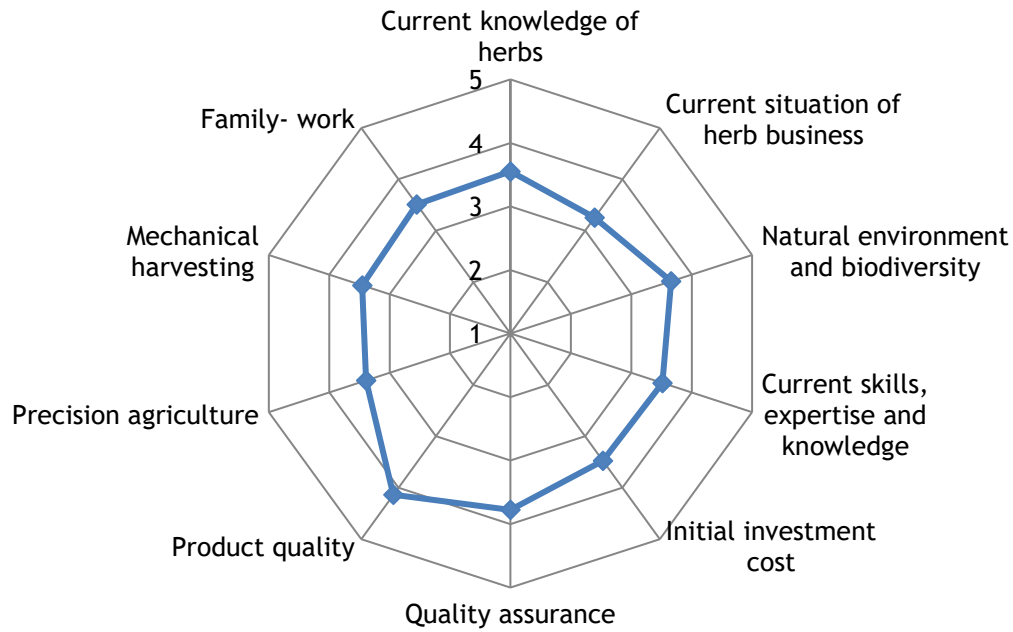 Current knowledge of
herbs
Current situation of
herb business
Natural environment
and biodiversity
Current skills,
expertise and
knowledge
Initial investment
cost
Quality assurance
Product quality
Precision agriculture
Mechanical
harvesting
Family- work
5
4
3
2
1